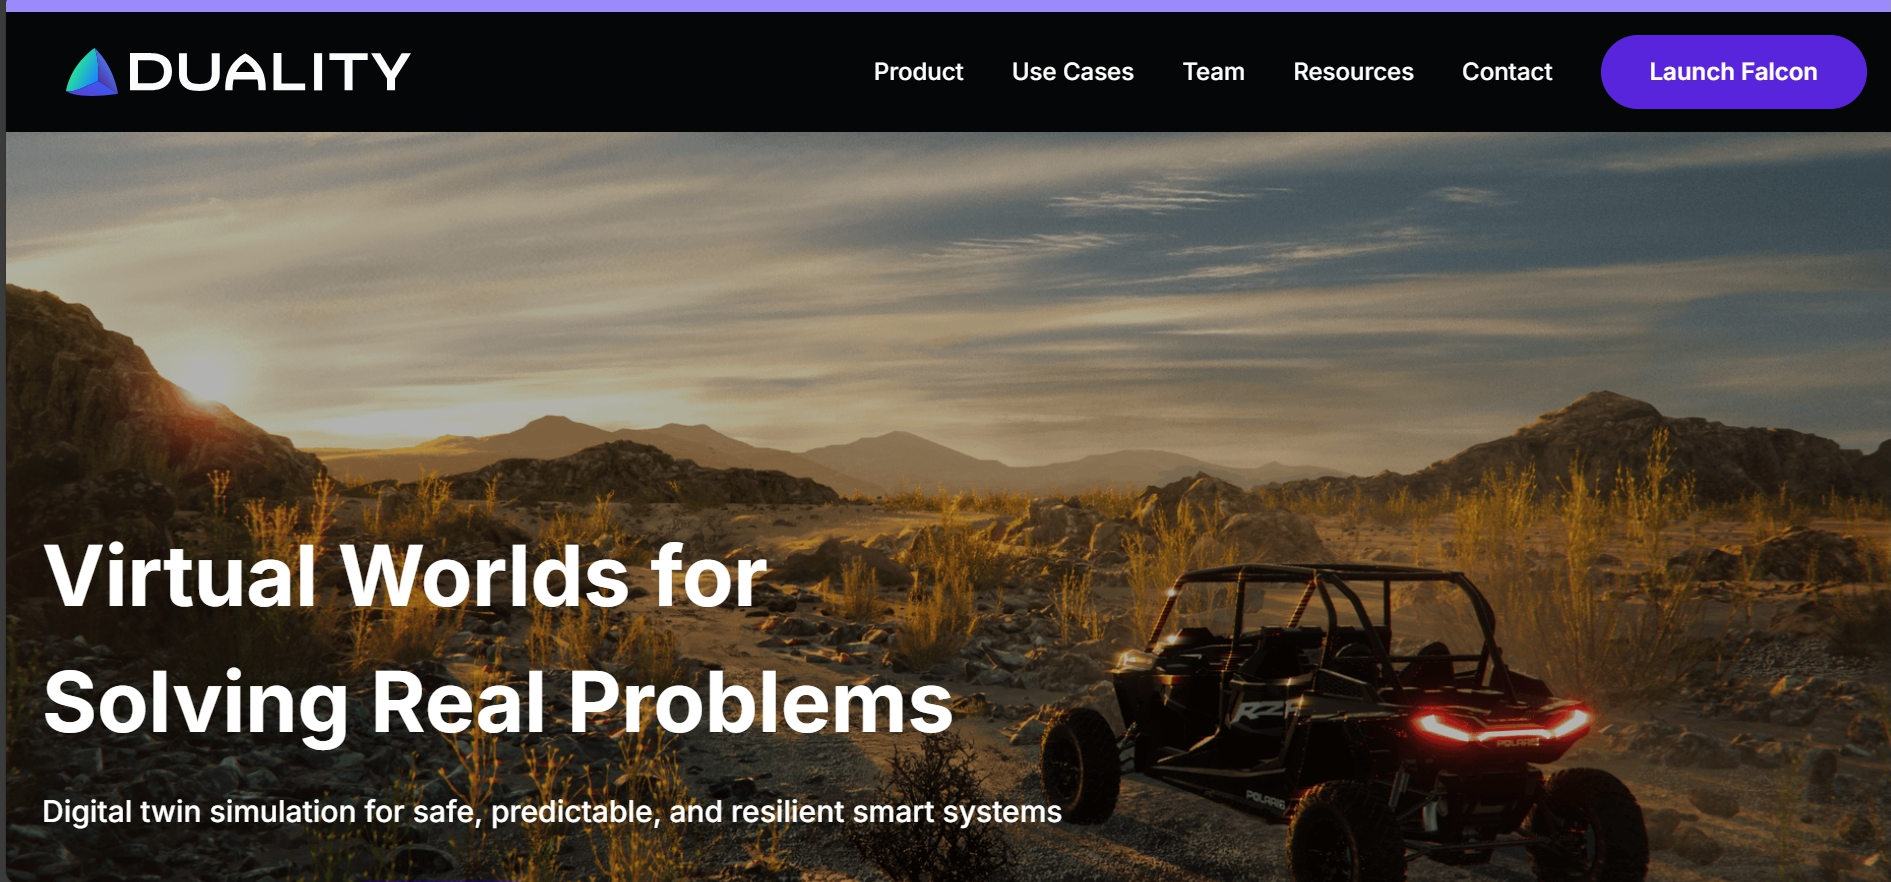 DUALITY
Product Use Cases Team Resources Contact Launch Falcon
Virtual Worlds for
Solving Real Problems
Digital twin simulation for safe, predictable, and resilient smart systems
RZR
POLARIS
POLARIS